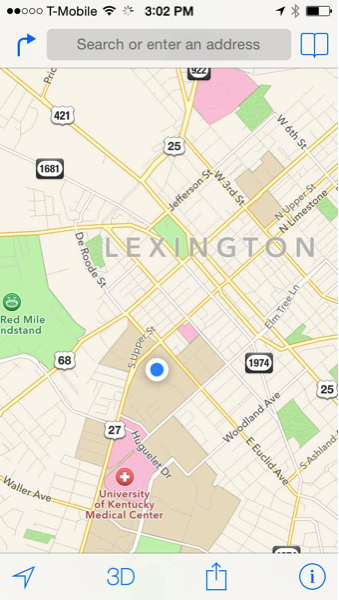 T-Mobile 3:02 PM
Search or enter an address
922
421
25
W 6th St
1681
Jefferson St
W 3rd St
N Upper St
N Limestone
De Roode St
LEXINGTON
Red Mile
ndstand
Elm Tree Ln
S Upper St
68
1974
25
27
Woodland Ave
Huguelet Dr
E Euclid Ave
S Ashland A
Waller Ave
University
of Kentucky
Medical Center
3D